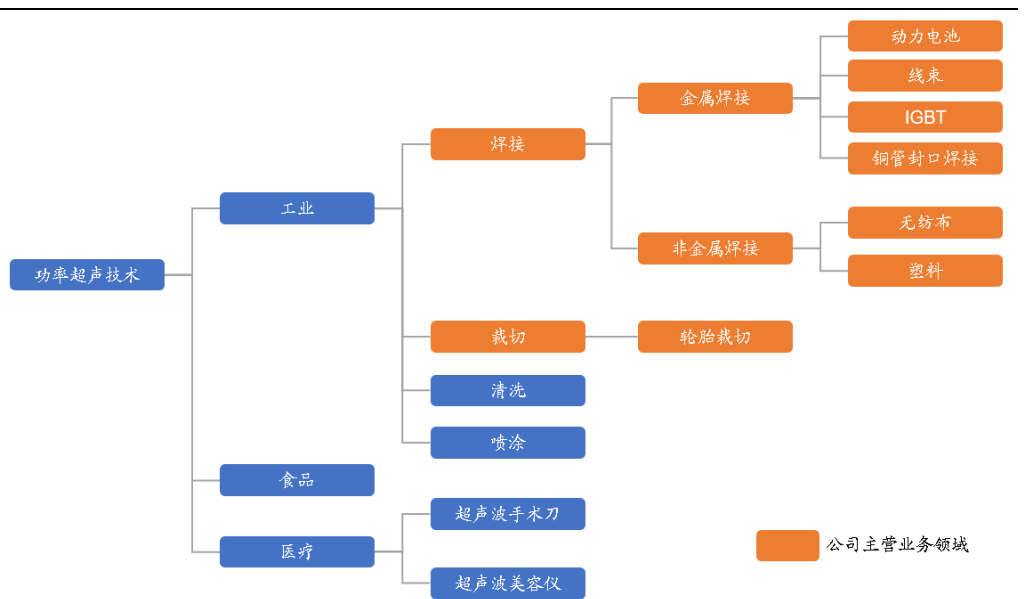 功率超声技术
工业
焊接
金属焊接
动力电池
线束
IGBT
铜管封口焊接
非金属焊接
无纺布
塑料
裁切
轮胎裁切
清洗
喷涂
食品
医疗
超声波手术刀
超声波美容仪
公司主营业务领域